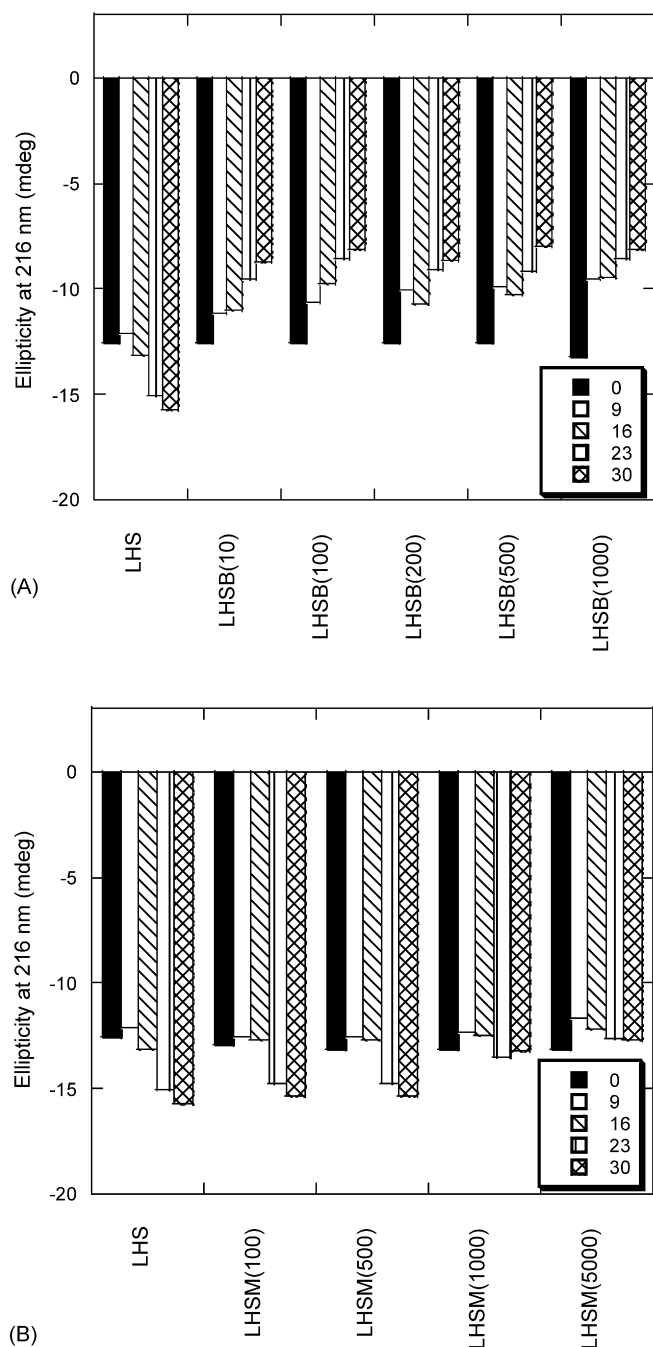 0
-5
-10
-15
-20
Ellipticity at 216 nm (mdeg)
0
9
16
23
30
LHS
LHSB(10)
LHSB(100)
LHSB(200)
LHSB(500)
LHSB(1000)
(A)
0
-5
-10
-15
-20
Ellipticity at 216 nm (mdeg)
0
9
16
23
30
LHS
LHSM(100)
LHSM(500)
LHSM(1000)
LHSM(5000)
(B)